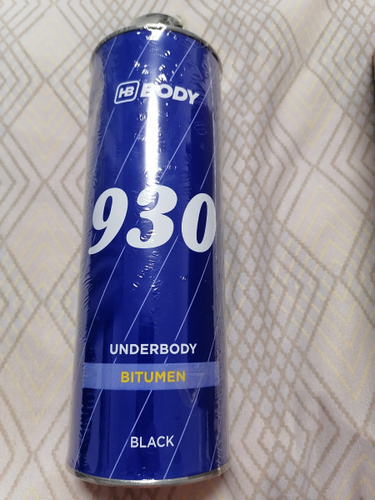 HB BODY
930
UNDERBODY
BITUMEN
BLACK